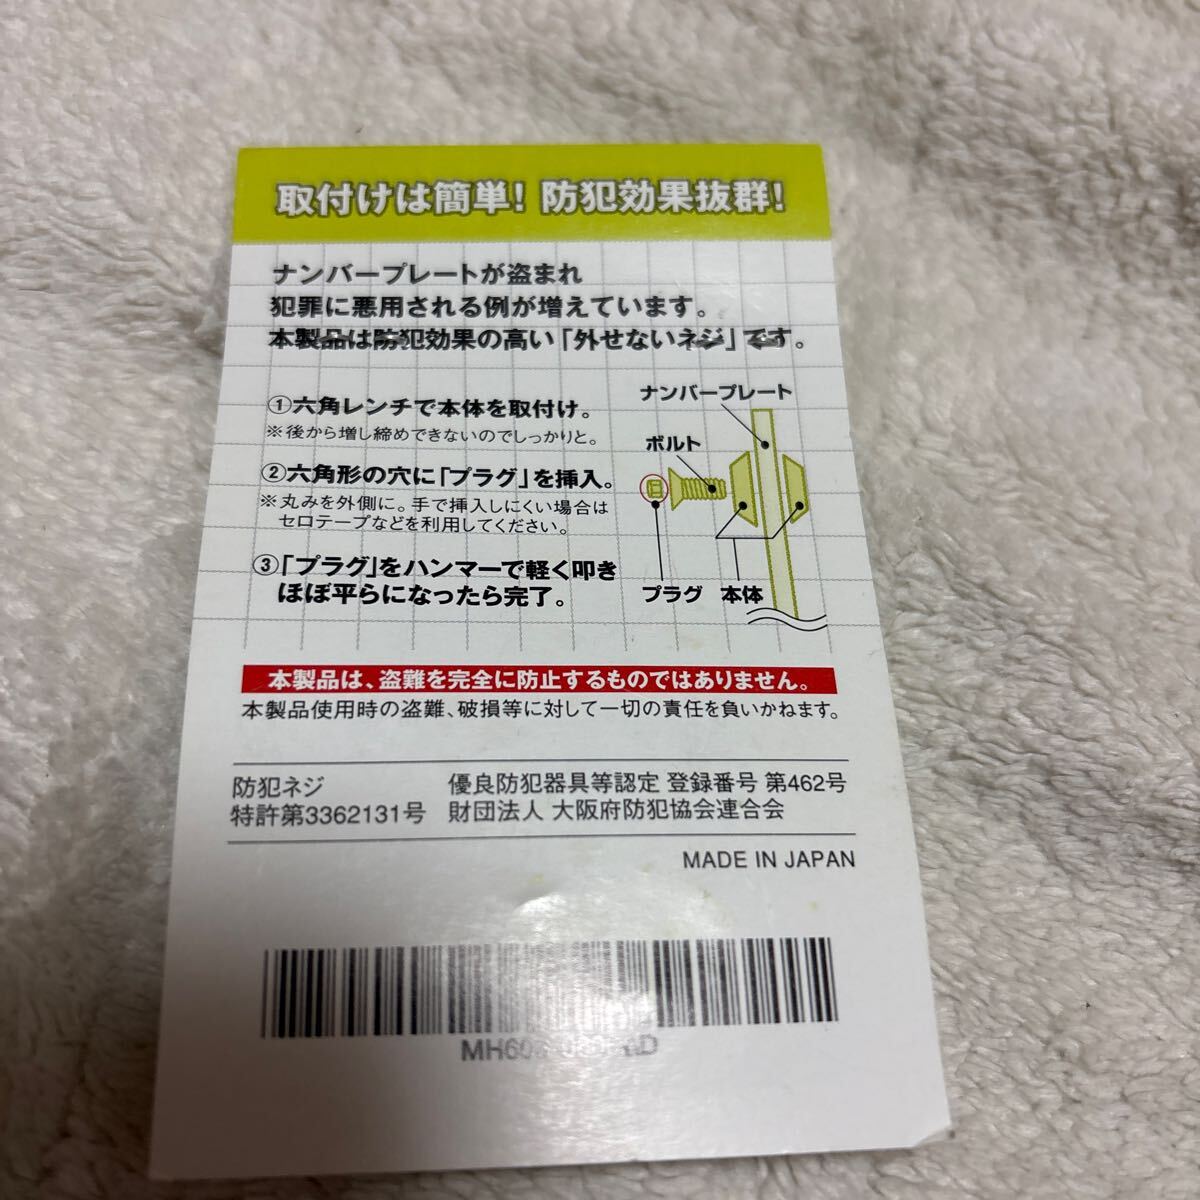 取付けは簡単! 防犯効果抜群!
ナンバープレートが盗まれ
犯罪に悪用される例が増えています。
本製品は防犯効果の高い「外せないネジ」です。
①六角レンチで本体を取付け。
※後から増し締めできないのでしっかりと。
②六角形の穴に「プラグ」を挿入。
※丸みを外側に。手で挿入しにくい場合は
セロテープなどを利用してください。
③「プラグ」をハンマーで軽く叩き
ほぼ平らになったら完了。
ナンバープレート
ボルト
プラグ 本体
本製品は、盗難を完全に防止するものではありません。
本製品使用時の盗難、破損等に対して一切の責任を負いかねます。
防犯ネジ 優良防犯器具等認定 登録番号 第462号
特許第3362131号 財団法人 大阪府防犯協会連合会
MADE IN JAPAN